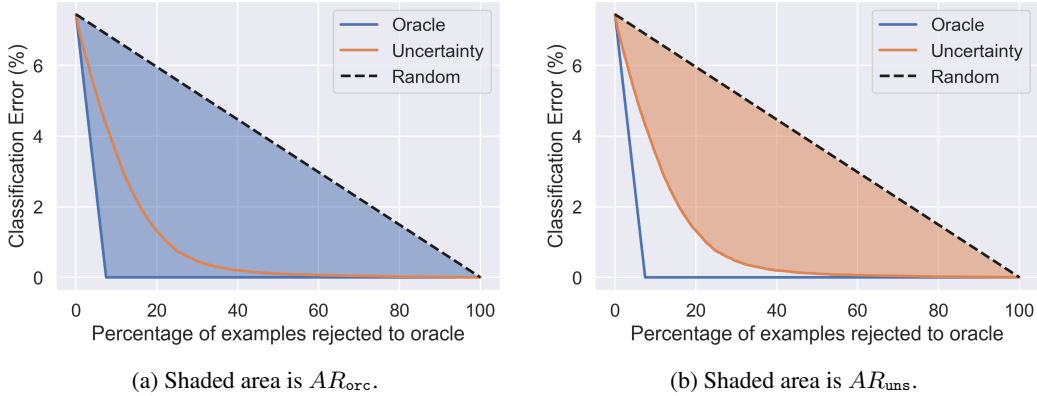 Classification Error (%)
6
4
2
0
0 20 40 60 80 100
Percentage of examples rejected to oracle
Oracle
Uncertainty
Random
(a) Shaded area is AR_orc.
Classification Error (%)
6
4
2
0
0 20 40 60 80 100
Percentage of examples rejected to oracle
Oracle
Uncertainty
Random
(b) Shaded area is AR_uns.